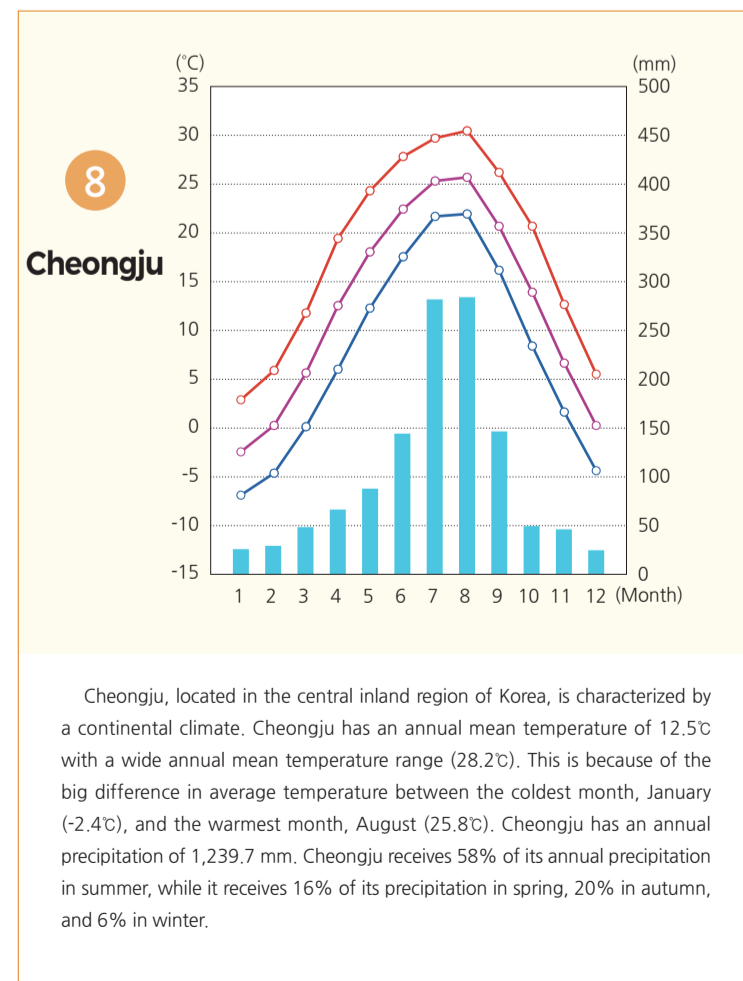 (℃) (mm)
35 500
30 450
8
25 400
20 350
Cheongju
15 300
10 250
5 200
0 150
-5 100
-10 50
-15 0
1 2 3 4 5 6 7 8 9 10 11 12 (Month)
Cheongju, located in the central inland region of Korea, is characterized by
a continental climate. Cheongju has an annual mean temperature of 12.5℃
with a wide annual mean temperature range (28.2℃). This is because of the
big difference in average temperature between the coldest month, January
(-2.4℃), and the warmest month, August (25.8℃). Cheongju has an annual
precipitation of 1,239.7 mm. Cheongju receives 58% of its annual precipitation
in summer, while it receives 16% of its precipitation in spring, 20% in autumn,
and 6% in winter.